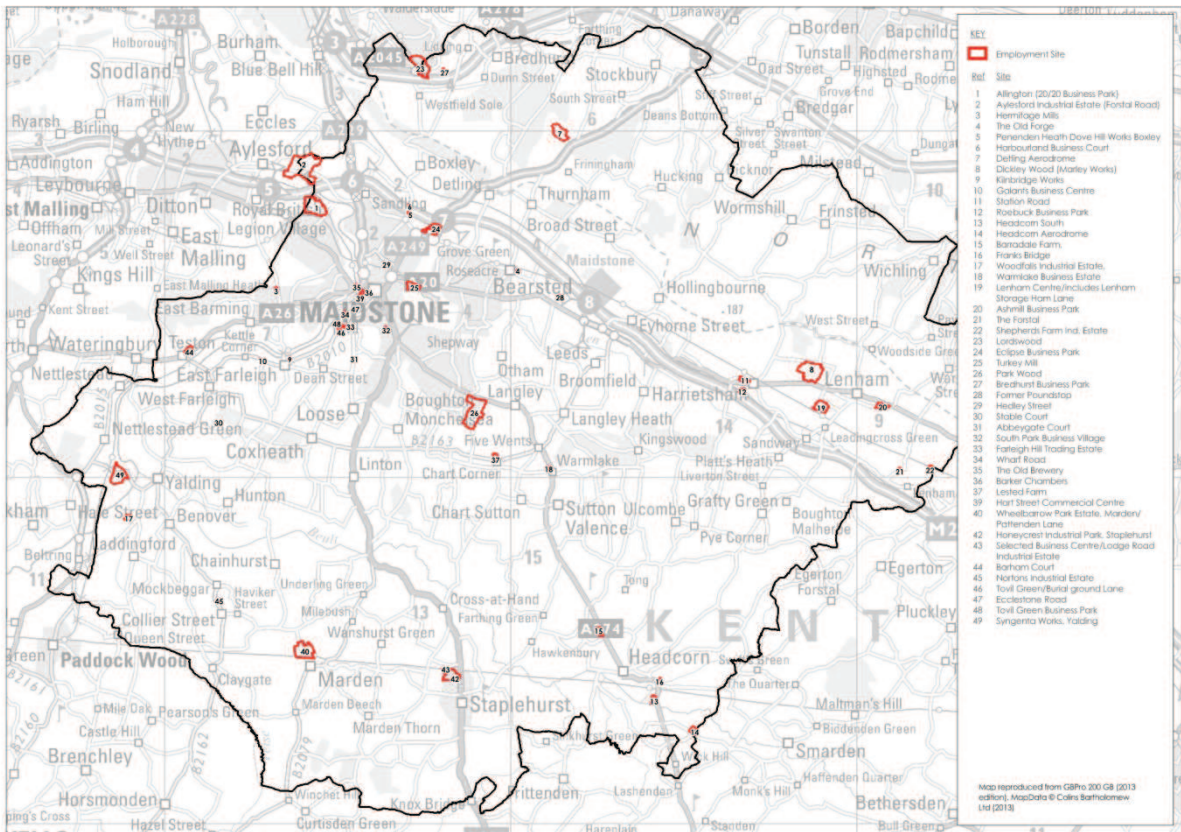 KEY
Employment Site
Ref Site
1 Allington (20/20 Business Park)
2 Aylesford Industrial Estate (Forstal Road)
3 Hermitage Mills
4 The Old Forge
5 Penenden Heath Dove Hill Works Boxley
6 Harbourland Business Court
7 Detling Aerodrome
8 Dickley Wood (Marley Works)
9 Kilnbridge Works
10 Galants Business Centre
11 Station Road
12 Roebuck Business Park
13 Headcorn South
14 Headcorn Aerodrome
15 Barradale Farm
16 Franks Bridge
17 Woodfalls Industrial Estate,
18 Warmlake Business Estate
19 Lenham Centre/includes Lenham
Storage Ham Lane
20 Ashmill Business Park
21 The Forstal
22 Shepherds Farm Ind. Estate
23 Lordswood
24 Eclipse Business Park
25 Turkey Mill
26 Park Wood
27 Bredhurst Business Park
28 Former Poundstop
29 Hedley Street
30 Stable Court
31 Abbeygate Court
32 South Park Business Village
33 Farleigh Hill Trading Estate
34 Wharf Road
35 The Old Brewery
36 Barker Chambers
37 Lested Farm
39 Hart Street Commercial Centre
40 Wheelbarrow Park Estate, Marden/
Pattenden Lane
42 Honeycrest Industrial Park, Staplehurst
43 Selected Business Centre/Lodge Road
Industrial Estate
44 Barham Court
45 Nortons Industrial Estate
46 Tovil Green/Burial ground Lane
47 Ecclestone Road
48 Tovil Green Business Park
49 Syngenta Works, Yalding
Map reproduced from GBPro 200 GB (2013
edition), MapData © Collins Bartholomew
Ltd (2013)
A228
A278
Holborough
Burham
Snodland
Blue Bell Hill
A2045
Dunn Street
Stockbury
Danaway
Borden
Tunstall
Rodmersham
Highsted
Bredgar
Milstead
Ham Hill
Ryarsh
Birling
Eccles
Westfield Sole
South Street
Deans Bottom
Addington
Aylesford
Boxley
Friningham
Leybourne
Detling
Thurnham
Hucking
Frinsted
Ditton
Wormshill
Broad Street
Offham
East
Malling
Legion Village
A249
Grove Green
Roseacre
Bearsted
Hollingbourne
Wichling
Kings Hill
MAIDSTONE
Maidstone
A26
East Barming
Teston
Wateringbury
Shepway
Eyhorne Street
West Street
Nettlestead
East Farleigh
Dean Street
Otham
Leeds
Broomfield
Harrietsham
Lenham
West Farleigh
Loose
Boughton
Monchelsea
Langley
Langley Heath
Nettlestead Green
Coxheath
Five Wents
Kingswood
Sandway
Leadingcross Green
B2163
Linton
Chart Corner
Warmlake
Platt's Heath
Liverton Street
Yalding
Hunton
Benover
Chart Sutton
Sutton
Valence
Ulcombe
Grafty Green
Boughton
Malherbe
Pye Corner
Hale Street
Laddingford
Chainhurst
Beltring
Mockbeggar
Haviker
Street
Underling Green
Milebush
Tong
Egerton
Forstal
Egerton
Pluckley
Collier Street
Queen Street
Cross-at-Hand
Farthing Green
Wanshurst Green
A274
KENT
Hawkenbury
Headcorn
Paddock Wood
Claygate
Marden
Staplehurst
The Quarter
Maltman's Hill
Biddenden Green
Mile Oak
Pearson's Green
Marden Beech
Marden Thorn
Smarden
Castle Hill
Brenchley
Horsmonden
Winchet Hill
Curtisden Green
Knox Bridge
Frittenden
Lashenden
Monk's Hill
Haffenden Quarter
Bethersden
Hazel Street
Standen
Bull Green